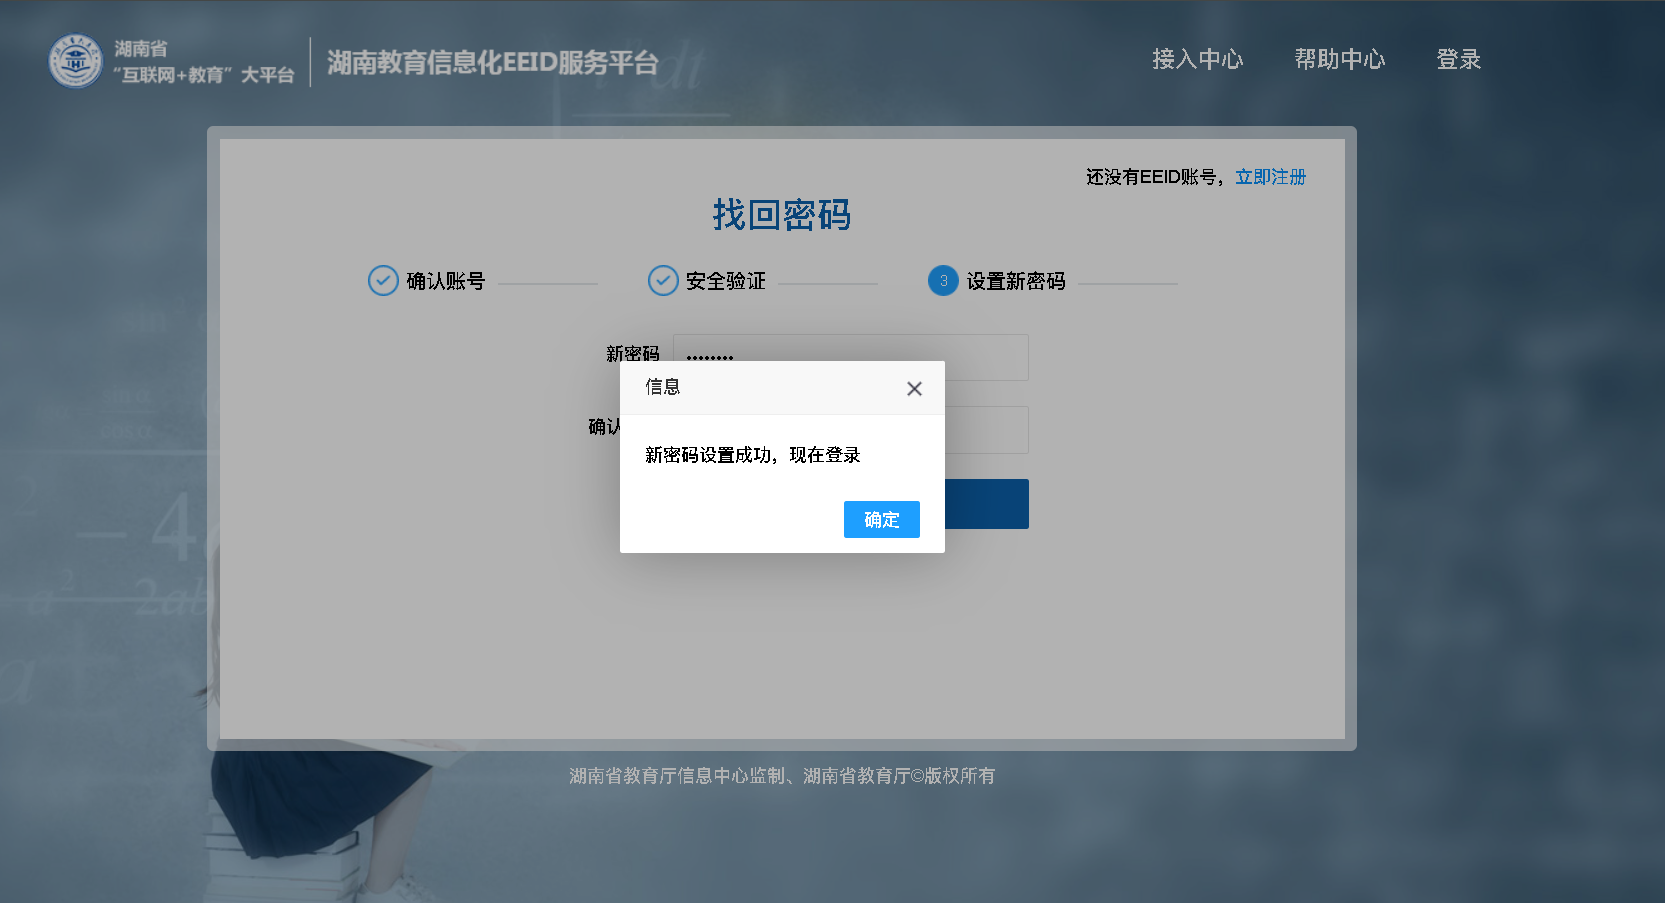 湖南省
“互联网+教育”大平台
湖南教育信息化EEID服务平台
接入中心
帮助中心
登录
还没有EEID账号，立即注册
找回密码
确认账号
安全验证
3 设置新密码
新密码
确认
信息
新密码设置成功，现在登录
确定
湖南省教育厅信息中心监制、湖南省教育厅©版权所有